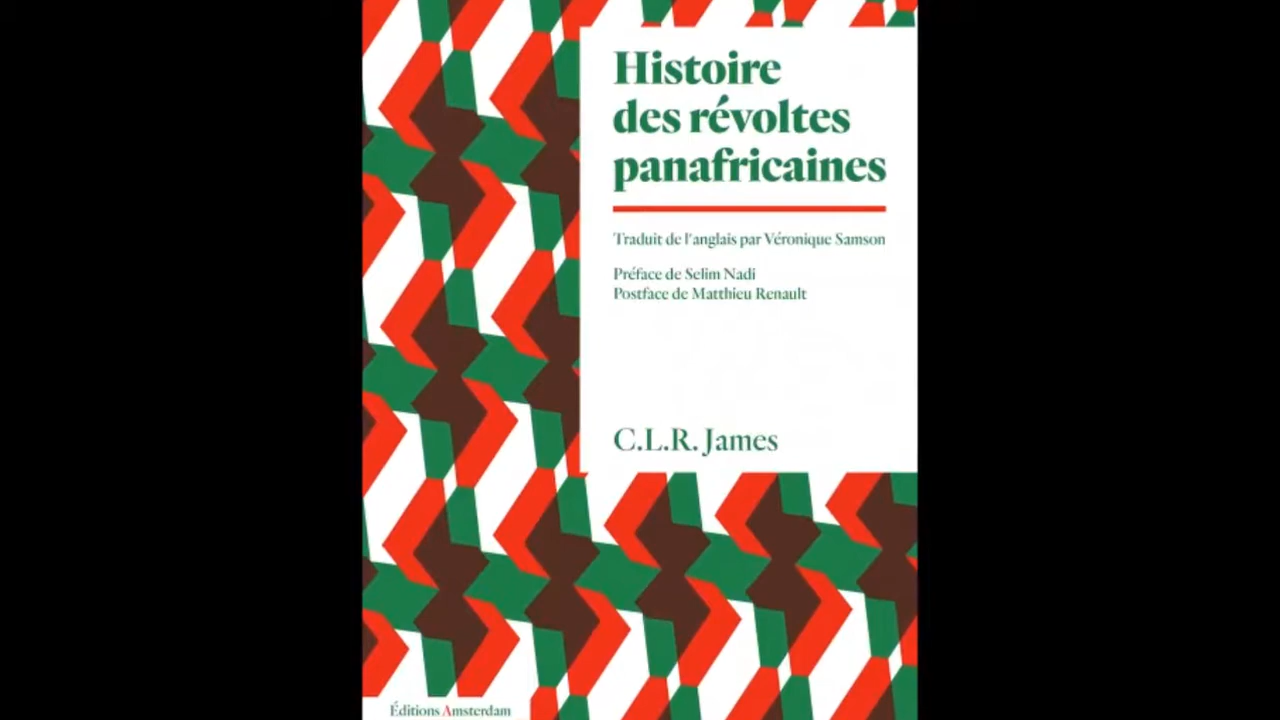 Histoire
des révoltes
panafricaines
Traduit de l'anglais par Véronique Samson
Préface de Selim Nadi
Postface de Matthieu Renault
C.L.R. James
Éditions Amsterdam